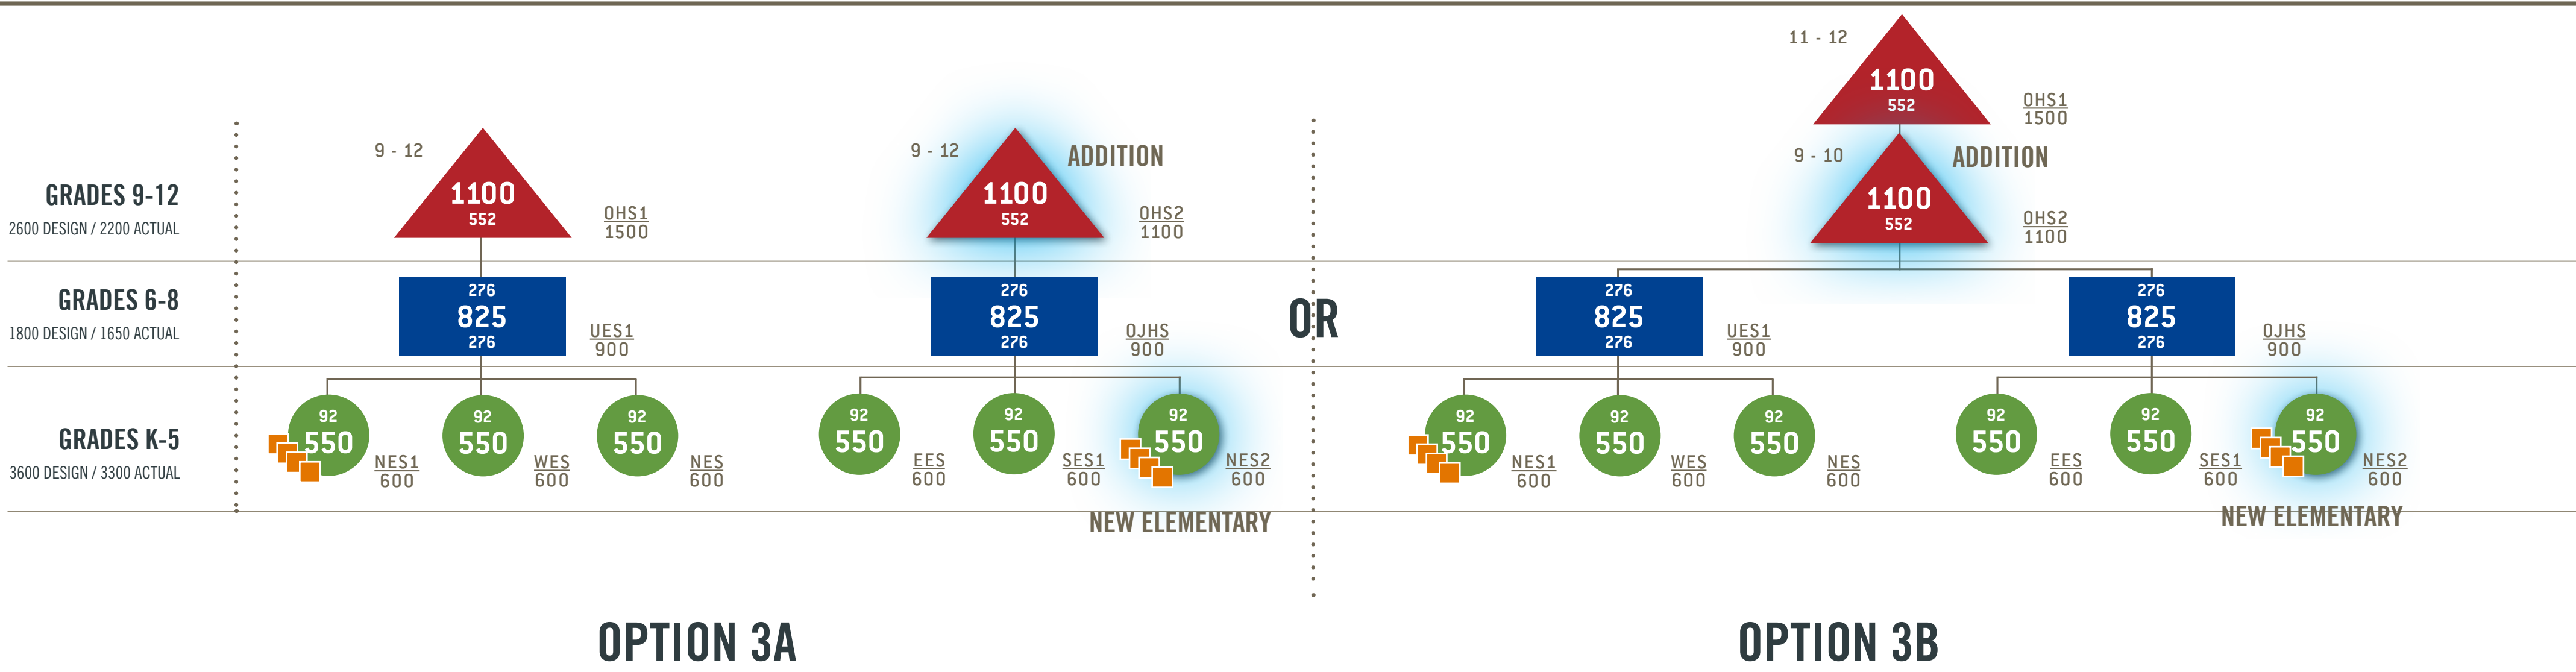 11 - 12
1100
552
OHS1
1500
9 - 12
1100
552
OHS1
1500
9 - 12
ADDITION
1100
552
OHS2
1100
9 - 10
ADDITION
1100
552
OHS2
1100
GRADES 9-12
2600 DESIGN / 2200 ACTUAL
GRADES 6-8
1800 DESIGN / 1650 ACTUAL
276
825
276
UES1
900
276
825
276
OJHS
900
OR
276
825
276
UES1
900
276
825
276
OJHS
900
GRADES K-5
3600 DESIGN / 3300 ACTUAL
92
550
NES1
600
92
550
WES
600
92
550
NES
600
92
550
EES
600
92
550
SES1
600
92
550
NES2
600
NEW ELEMENTARY
92
550
NES1
600
92
550
WES
600
92
550
NES
600
92
550
EES
600
92
550
SES1
600
92
550
NES2
600
NEW ELEMENTARY
OPTION 3A
OPTION 3B